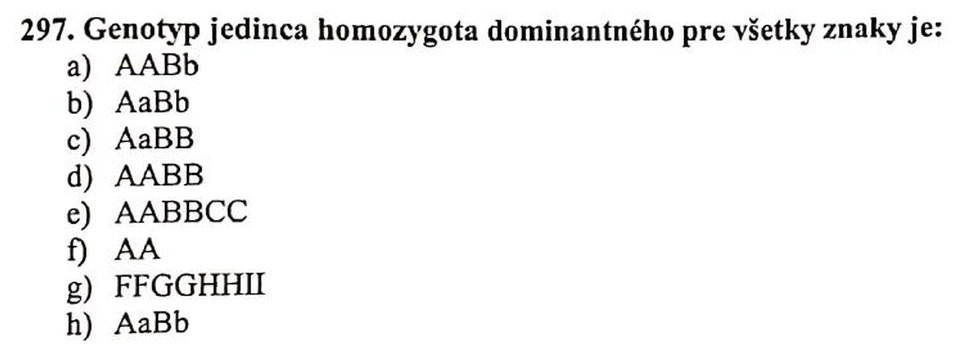 297. Genotyp jedinca homozygota dominantného pre všetky znaky je:
a) AABb
b) AaBb
c) AaBB
d) AABB
e) AABBCC
f) AA
g) FFGGHHII
h) AaBb